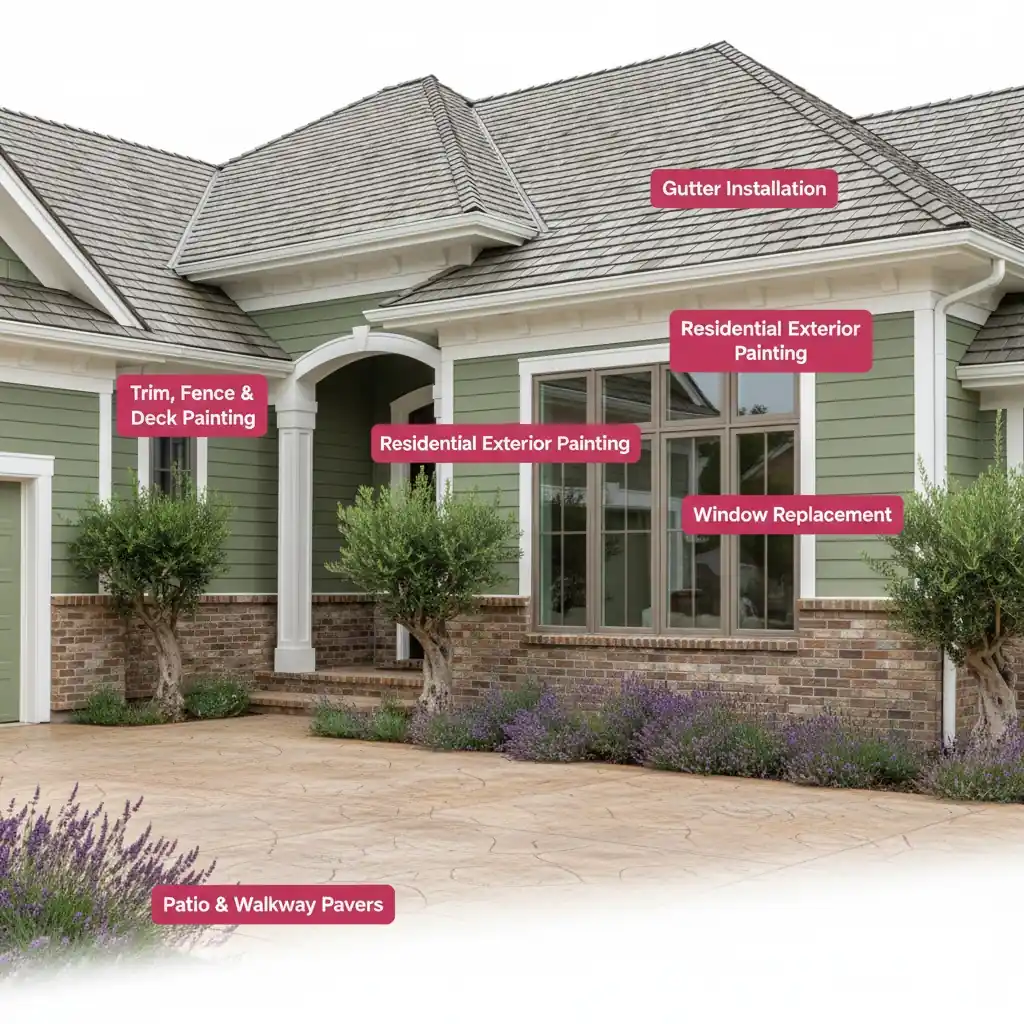 Gutter Installation
Residential Exterior
Painting
Trim, Fence &
Deck Painting
Residential Exterior Painting
Window Replacement
Patio & Walkway Pavers